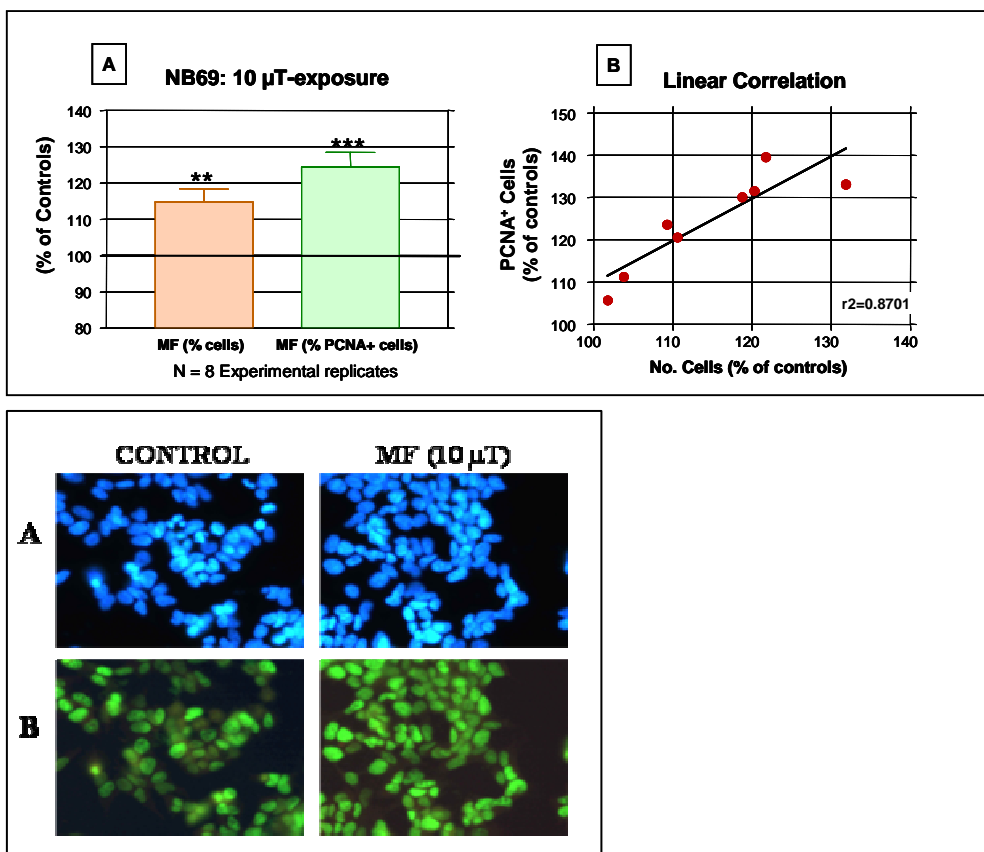 A
NB69: 10 µT-exposure
(% of Controls)
140
130
120
110
100
90
80
**
***
MF (% cells)
MF (% PCNA+ cells)
N = 8 Experimental replicates
B
Linear Correlation
PCNA⁺ Cells
(% of controls)
150
140
130
120
110
100
r2=0.8701
100
110
120
130
140
No. Cells (% of controls)
CONTROL
MF (10 µT)
A
B